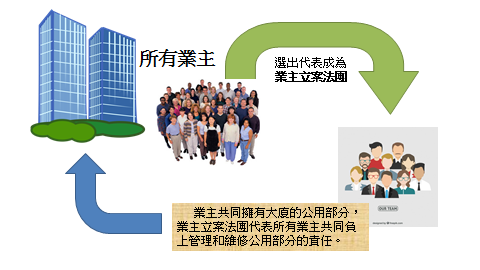 所有業主
選出代表成為
業主立案法團
OUR TEAM
業主共同擁有大廈的公用部分，
業主立案法團代表所有業主共同負
上管理和維修公用部分的責任。